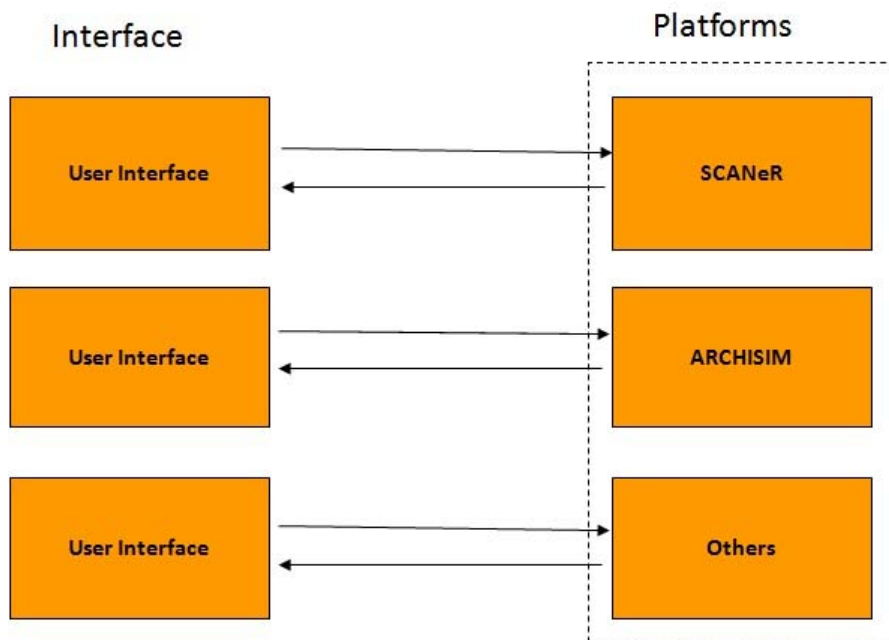 Interface
Platforms
User Interface
SCANeR
User Interface
ARCHISIM
User Interface
Others